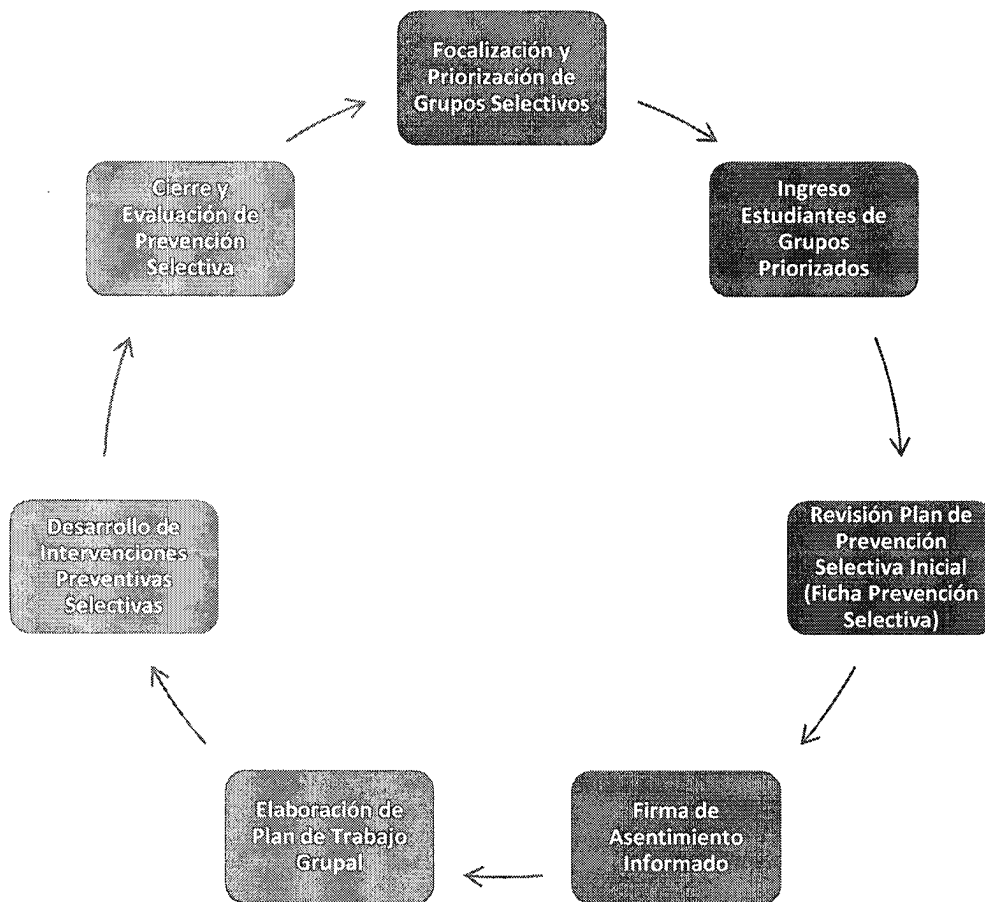 Focalización y
Priorización de
Grupos Selectivos
Ingreso
Estudiantes de
Grupos
Priorizados
Revisión Plan de
Prevención
Selectiva Inicial
(Ficha Prevención
Selectiva)
Firma de
Asentimiento
Informado
Elaboración de
Plan de Trabajo
Grupal
Desarrollo de
Intervenciones
Preventivas
Selectivas
Cierre y
Evaluación de
Prevención
Selectiva